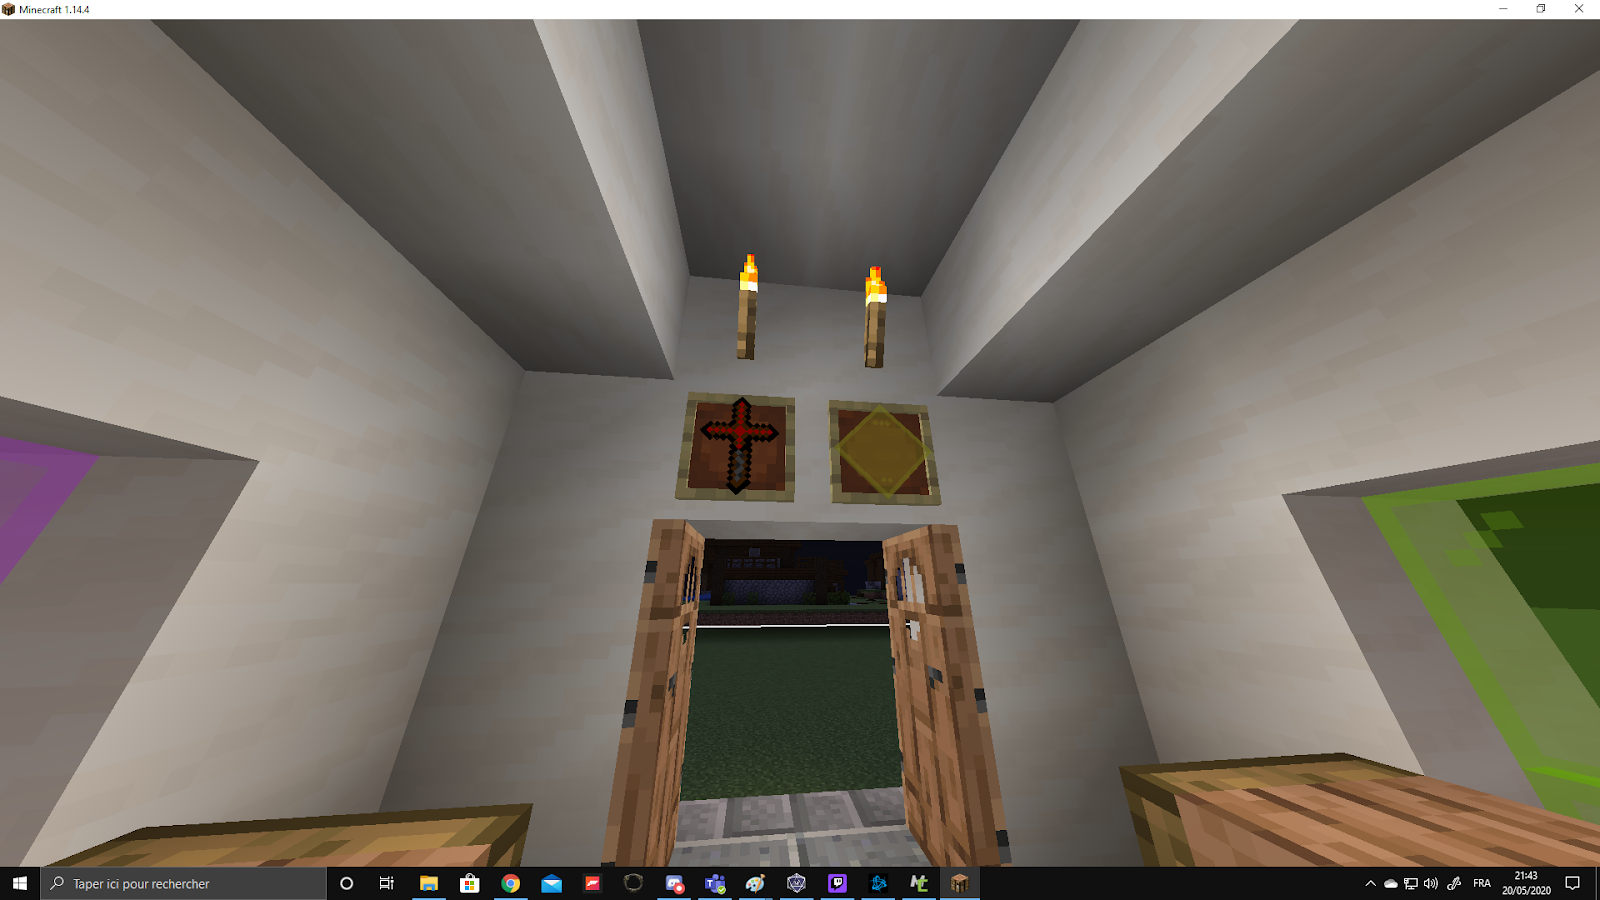 Minecraft 1.14.4
Taper ici pour rechercher
FRA
21:43
20/05/2020